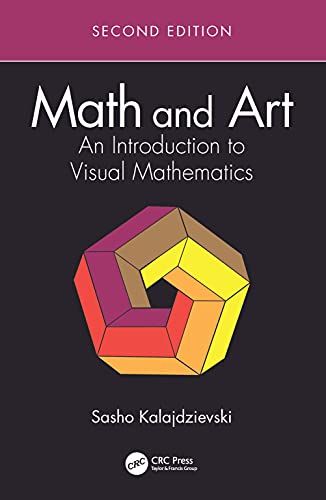 SECOND EDITION
Math and Art
An Introduction to
Visual Mathematics
Sasho Kalajdzievski
CRC
CRC Press
Taylor & Francis Group